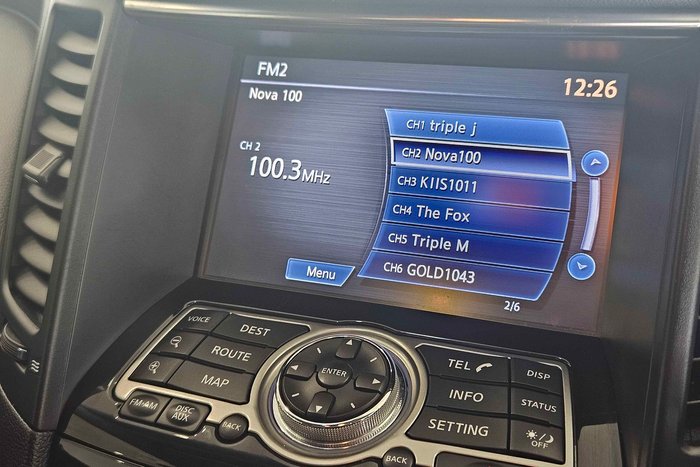 FM2
12:26
Nova 100
CH 2
100.3MHz
CH1 triple j
CH2 Nova100
CH3 KIIS1011
CH4 The Fox
CH5 Triple M
CH6 GOLD1043
Menu
2/6
VOICE
DEST
ROUTE
MAP
FM·AM
DISC
AUX
BACK
ENTER
TEL
DISP
INFO
STATUS
SETTING
OFF
BACK